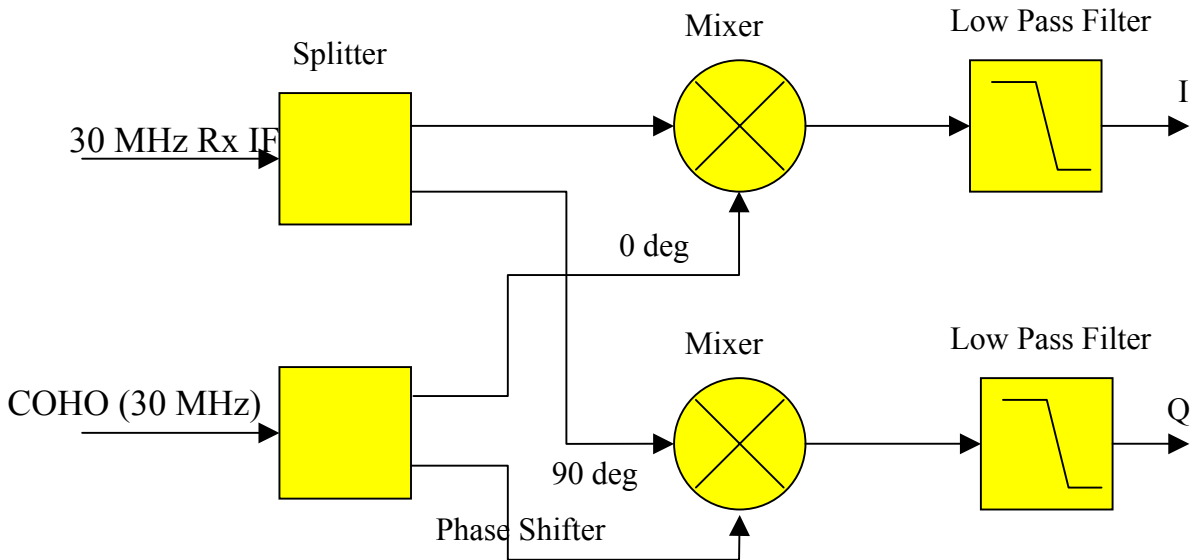 Mixer
Low Pass Filter
Splitter
I
30 MHz Rx IF
0 deg
Mixer
Low Pass Filter
COHO (30 MHz)
Q
90 deg
Phase Shifter